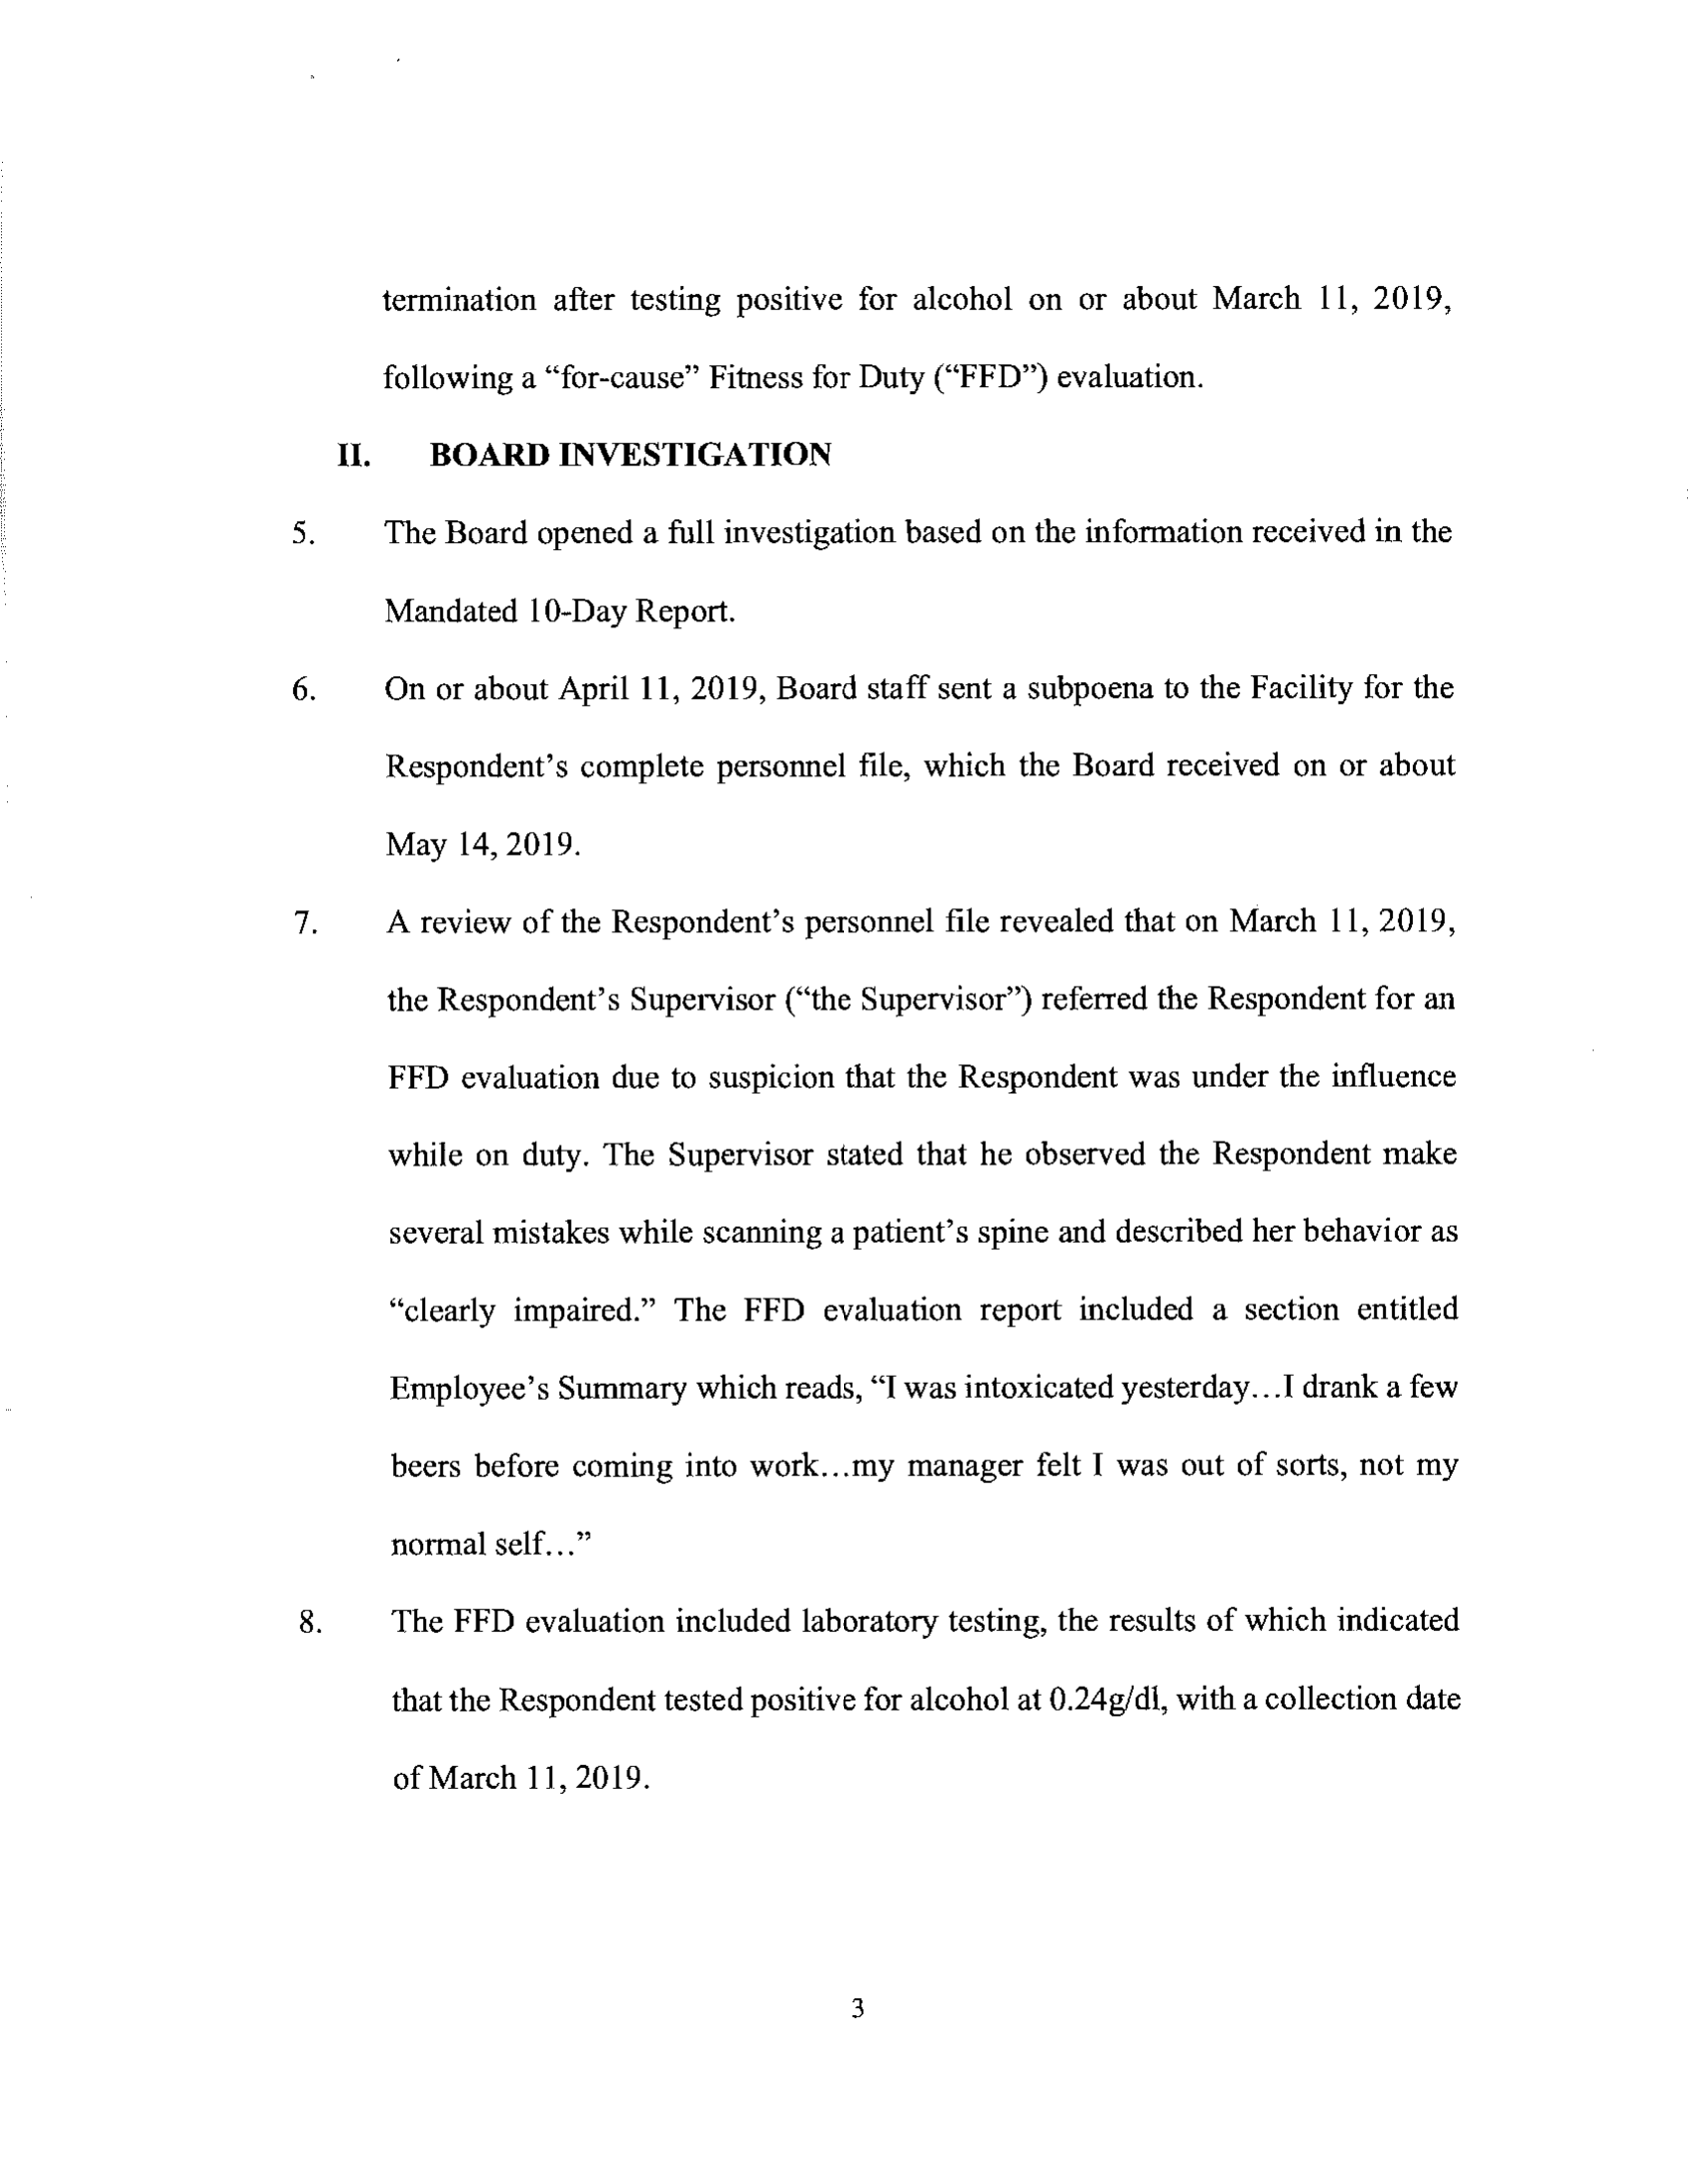 termination after testing positive for alcohol on or about March 11, 2019,
following a “for-cause” Fitness for Duty (“FFD”) evaluation.
II. BOARD INVESTIGATION
5. The Board opened a full investigation based on the information received in the
Mandated 10-Day Report.
6. On or about April 11, 2019, Board staff sent a subpoena to the Facility for the
Respondent’s complete personnel file, which the Board received on or about
May 14, 2019.
7. A review of the Respondent’s personnel file revealed that on March 11, 2019,
the Respondent’s Supervisor (“the Supervisor”) referred the Respondent for an
FFD evaluation due to suspicion that the Respondent was under the influence
while on duty. The Supervisor stated that he observed the Respondent make
several mistakes while scanning a patient’s spine and described her behavior as
“clearly impaired.” The FFD evaluation report included a section entitled
Employee’s Summary which reads, “I was intoxicated yesterday…I drank a few
beers before coming into work…my manager felt I was out of sorts, not my
normal self…”
8. The FFD evaluation included laboratory testing, the results of which indicated
that the Respondent tested positive for alcohol at 0.24g/dl, with a collection date
of March 11, 2019.
3